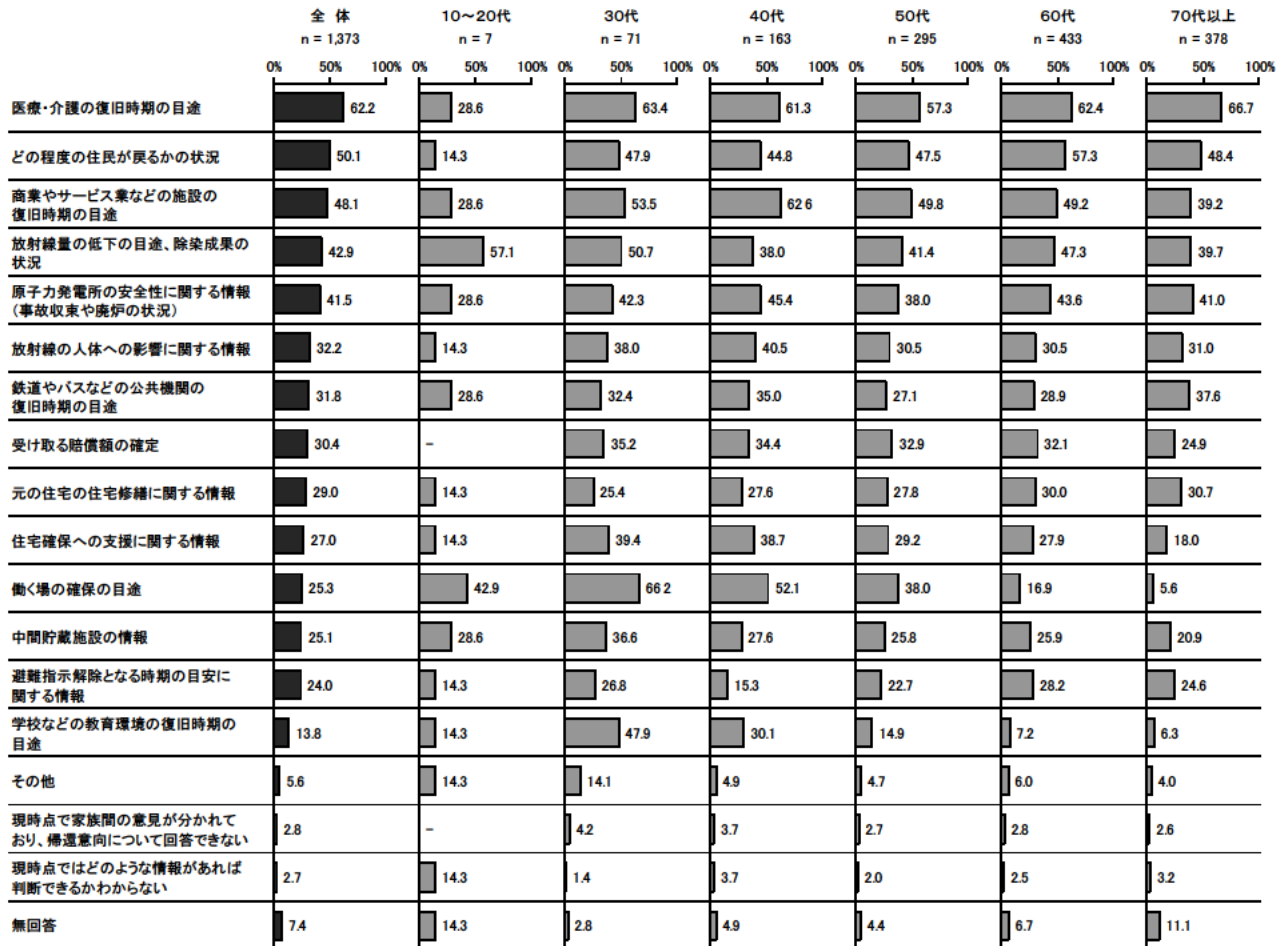 全 体 10～20代 30代 40代 50代 60代 70代以上
n = 1,373 n = 7 n = 71 n = 163 n = 295 n = 433 n = 378
0% 50% 100% 0% 50% 100% 0% 50% 100% 0% 50% 100% 0% 50% 100% 0% 50% 100% 0% 50% 100%
医療・介護の復旧時期の目途 62.2 28.6 63.4 61.3 57.3 62.4 66.7
どの程度の住民が戻るかの状況 50.1 14.3 47.9 44.8 47.5 57.3 48.4
商業やサービス業などの施設の
復旧時期の目途 48.1 28.6 53.5 62 6 49.8 49.2 39.2
放射線量の低下の目途、除染成果の
状況 42.9 57.1 50.7 38.0 41.4 47.3 39.7
原子力発電所の安全性に関する情報
（事故収束や廃炉の状況） 41.5 28.6 42.3 45.4 38.0 43.6 41.0
放射線の人体への影響に関する情報 32.2 14.3 38.0 40.5 30.5 30.5 31.0
鉄道やバスなどの公共機関の
復旧時期の目途 31.8 28.6 32.4 35.0 27.1 28.9 37.6
受け取る賠償額の確定 30.4 － 35.2 34.4 32.9 32.1 24.9
元の住宅の住宅修繕に関する情報 29.0 14.3 25.4 27.6 27.8 30.0 30.7
住宅確保への支援に関する情報 27.0 14.3 39.4 38.7 29.2 27.9 18.0
働く場の確保の目途 25.3 42.9 66 2 52.1 38.0 16.9 5.6
中間貯蔵施設の情報 25.1 28.6 36.6 27.6 25.8 25.9 20.9
避難指示解除となる時期の目安に
関する情報 24.0 14.3 26.8 15.3 22.7 28.2 24.6
学校などの教育環境の復旧時期の
目途 13.8 14.3 47.9 30.1 14.9 7.2 6.3
その他 5.6 14.3 14.1 4.9 4.7 6.0 4.0
現時点で家族間の意見が分かれて
おり、帰還意向について回答できない 2.8 － 4.2 3.7 2.7 2.8 2.6
現時点ではどのような情報があれば
判断できるかわからない 2.7 14.3 1.4 3.7 2.0 2.5 3.2
無回答 7.4 14.3 2.8 4.9 4.4 6.7 11.1